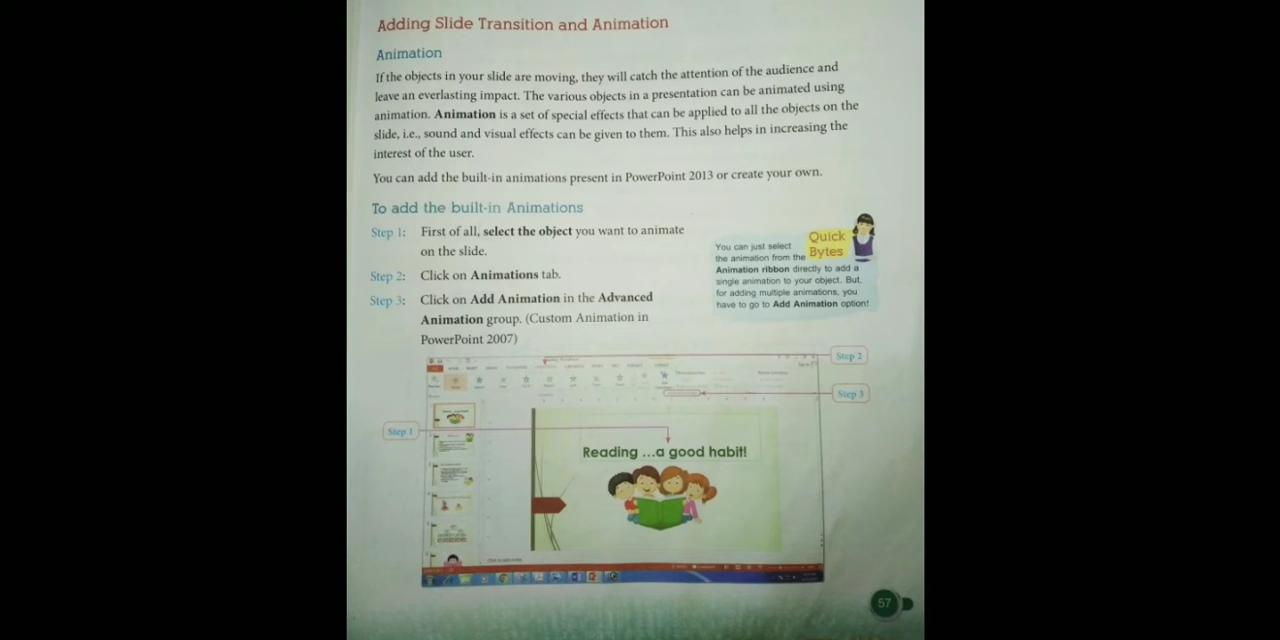 Adding Slide Transition and Animation
Animation
If the objects in your slide are moving, they will catch the attention of the audience and
leave an everlasting impact. The various objects in a presentation can be animated using
animation. Animation is a set of special effects that can be applied to all the objects on the
slide, i.e., sound and visual effects can be given to them. This also helps in increasing the
interest of the user.
You can add the built-in animations present in PowerPoint 2013 or create your own.
To add the built-in Animations
Step 1: First of all, select the object you want to animate
on the slide.
Step 2: Click on Animations tab.
Step 3: Click on Add Animation in the Advanced
Animation group. (Custom Animation in
PowerPoint 2007)
Quick
Bytes
You can just select
the animation from the
Animation ribbon directly to add a
single animation to your object. But,
for adding multiple animations, you
have to go to Add Animation option!
Step 2
Step 3
Step 1
Reading ...a good habit!
57